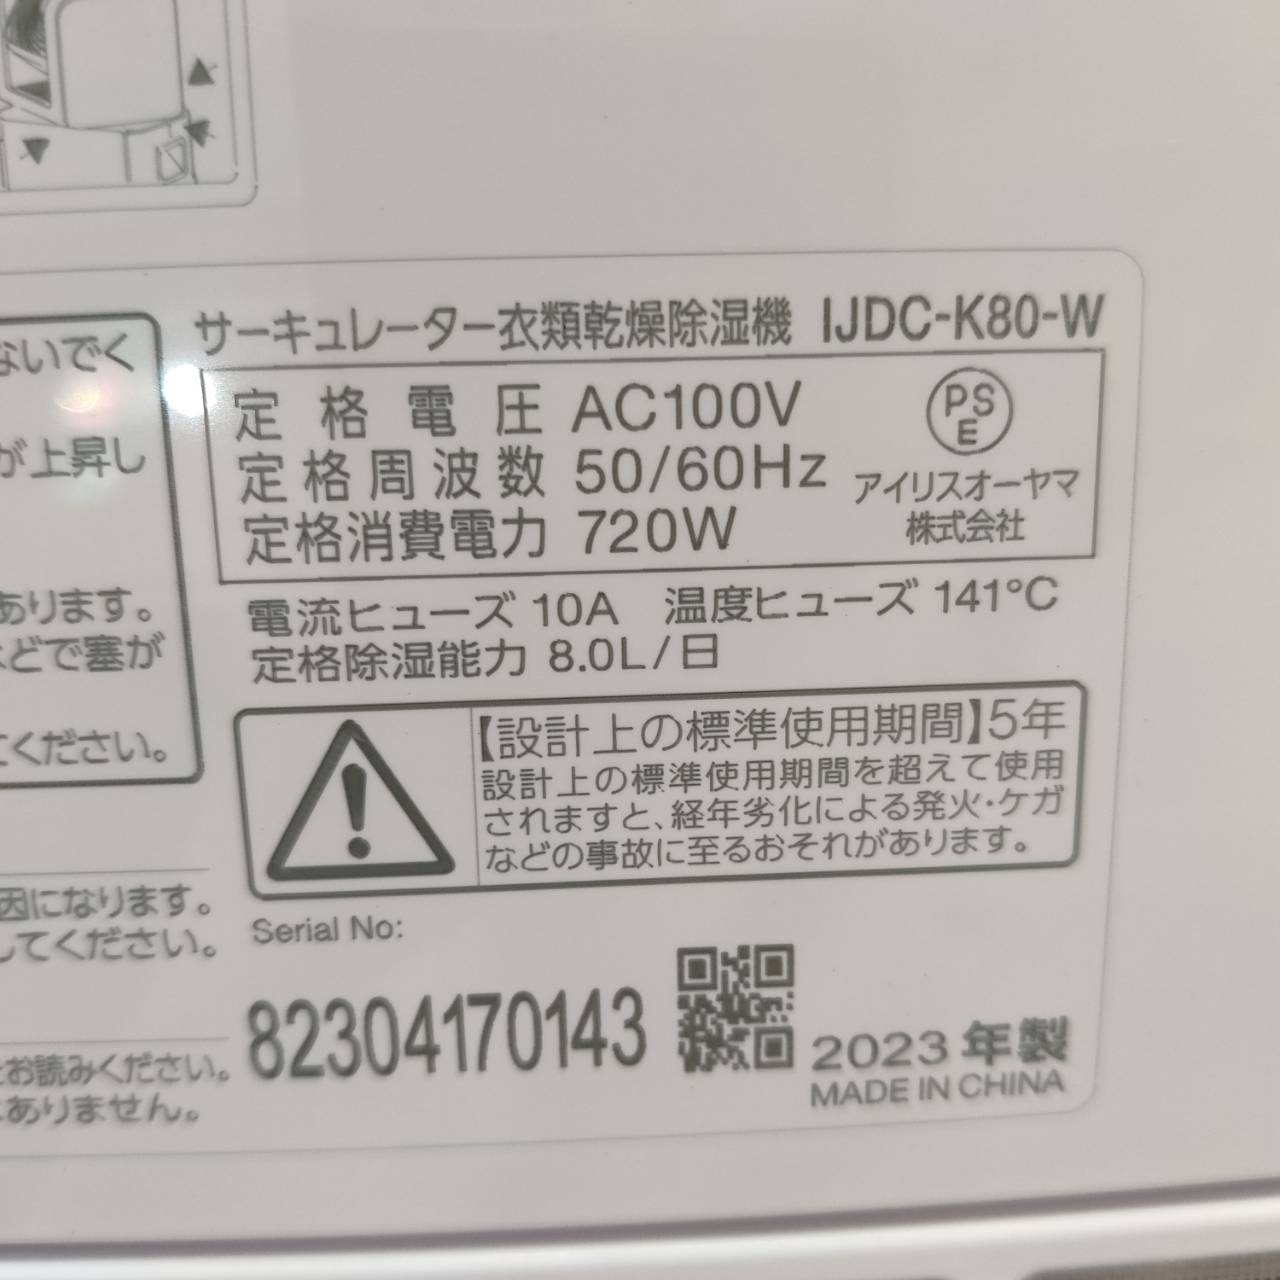 ないでく
が上昇し
あります。
などで塞が
てください。
因になります。
してください。
お読みください。
ありません。
サーキュレーター衣類乾燥除湿機 IJDC-K80-W
定格電圧 AC100V
定格周波数 50/60Hz
定格消費電力 720W
PSE
アイリスオーヤマ
株式会社
電流ヒューズ 10A 温度ヒューズ 141℃
定格除湿能力 8.0L/日
【設計上の標準使用期間】5年
設計上の標準使用期間を超えて使用
されますと、経年劣化による発火・ケガ
などの事故に至るおそれがあります。
Serial No:
82304170143
2023 年製
MADE IN CHINA